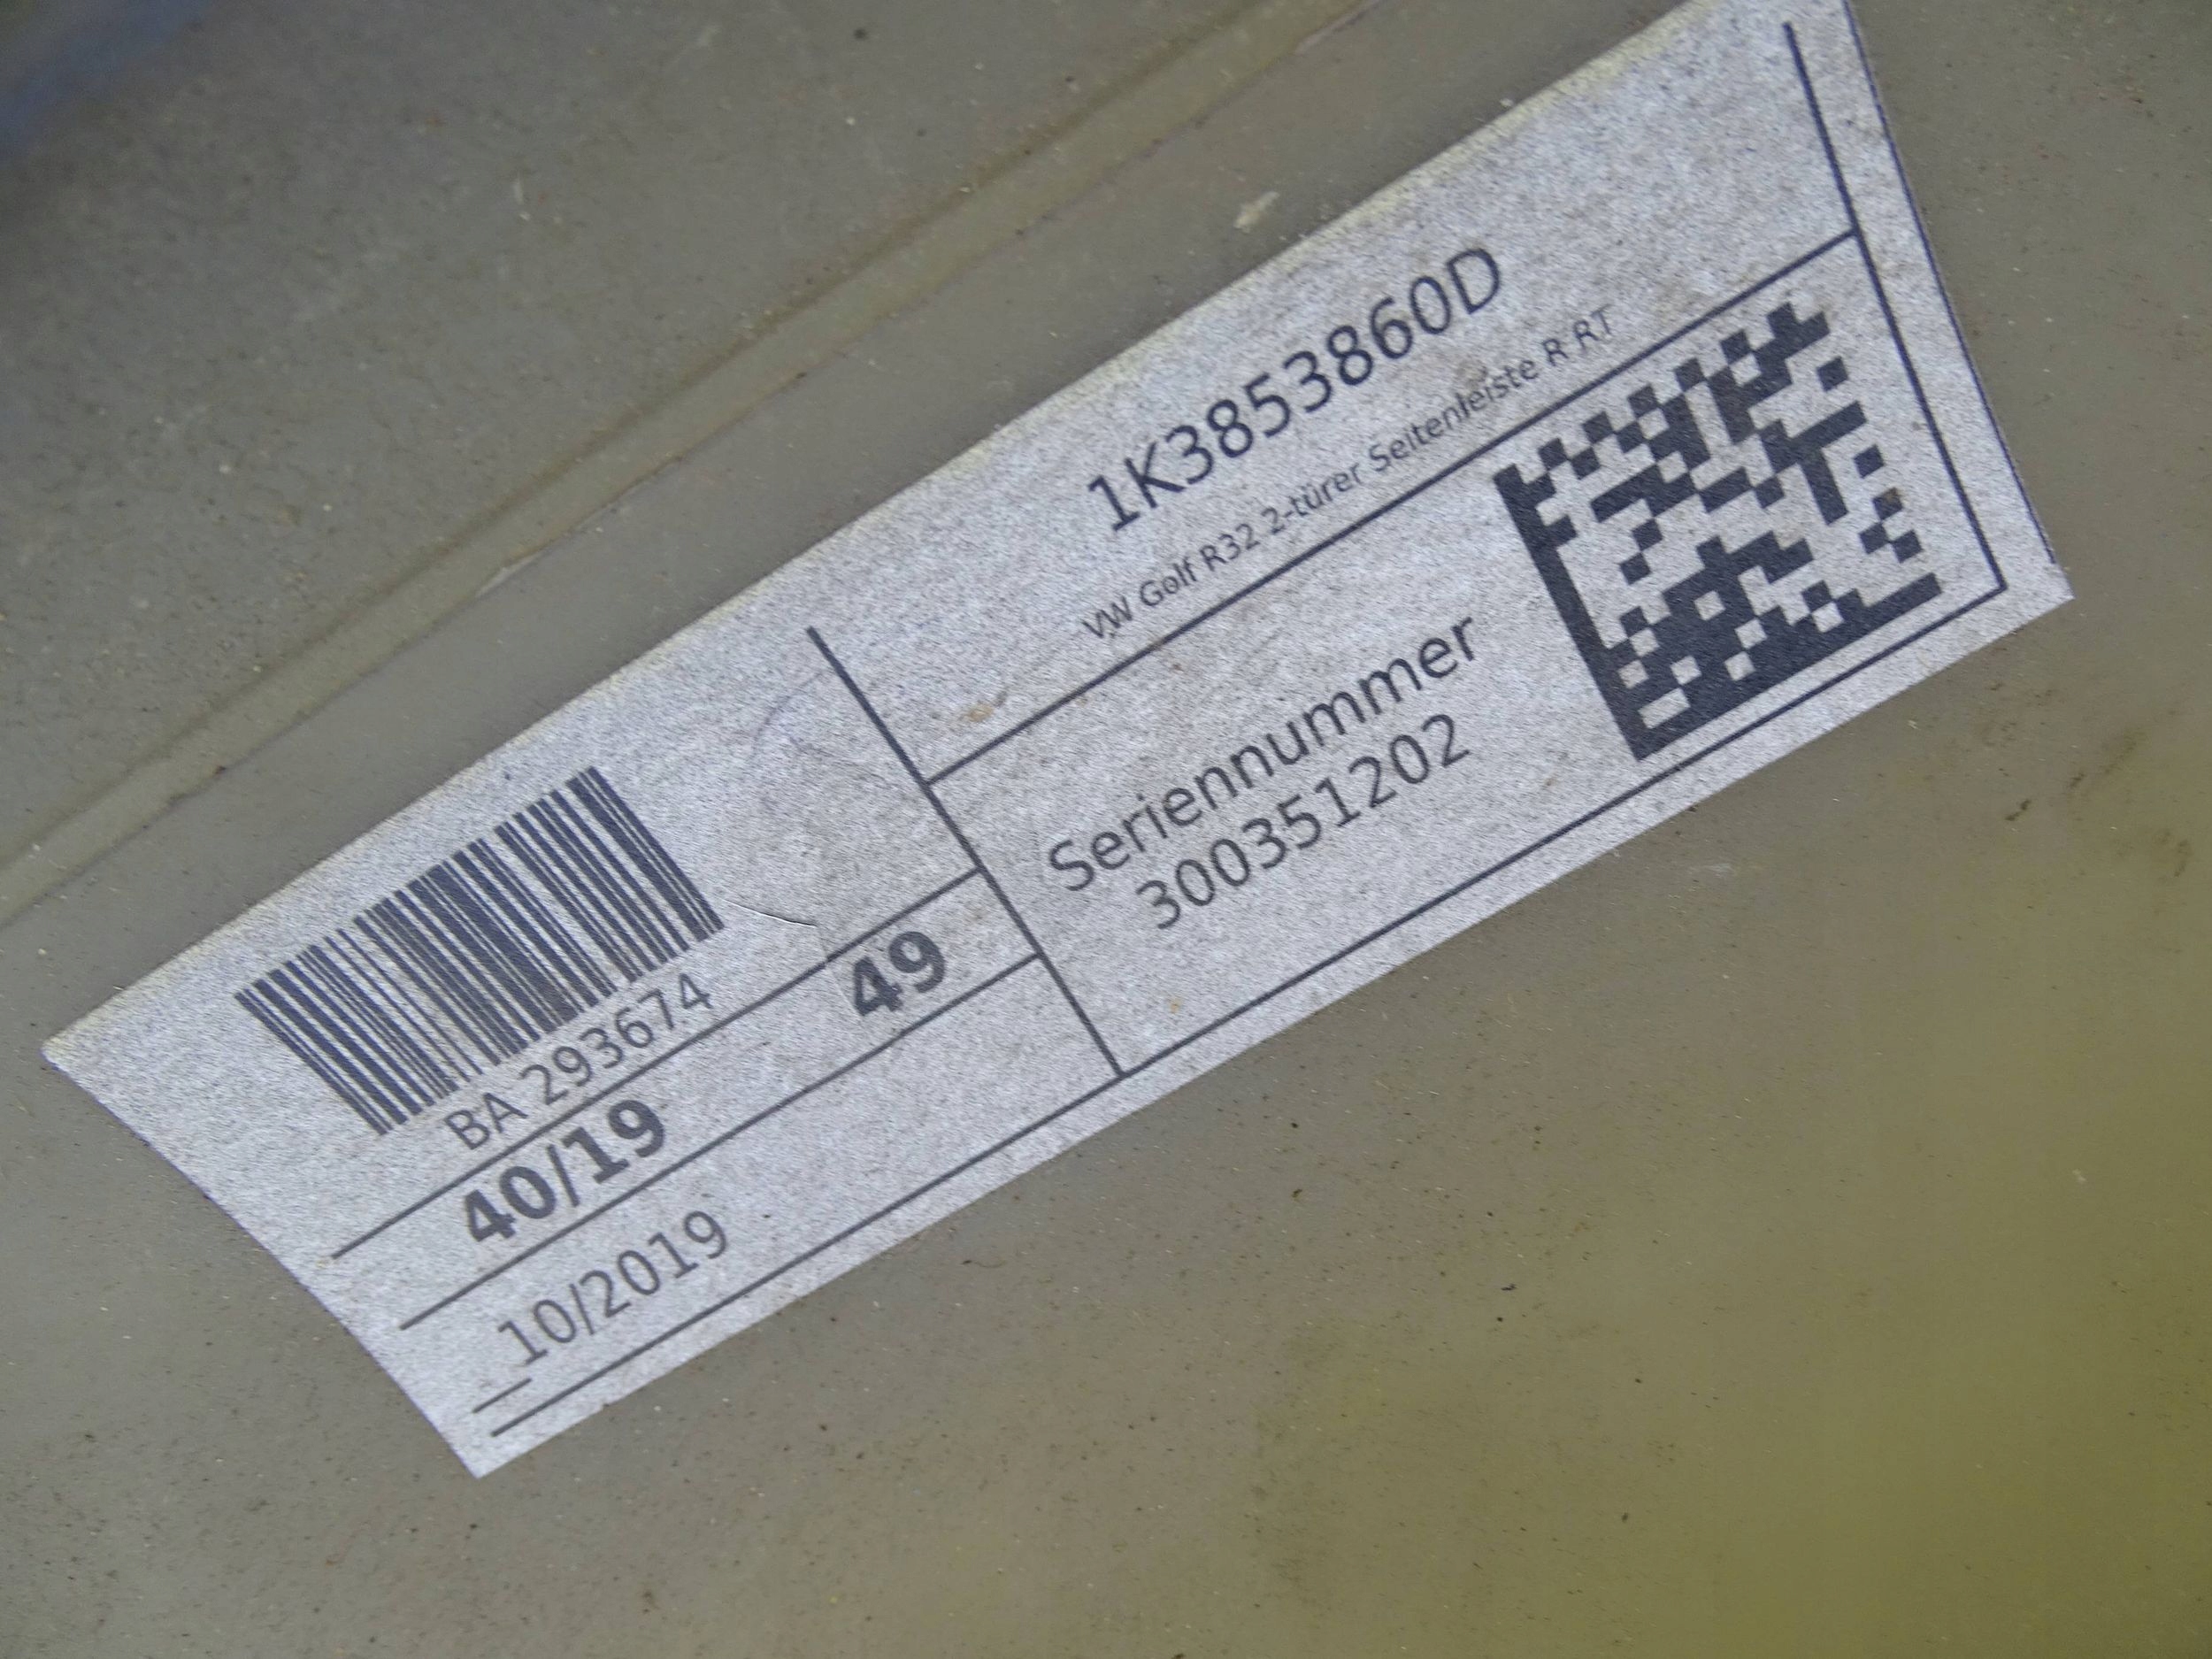 1K3853860D
VW Golf R32 2-türer Seitenleiste R RT
Seriennummer
300351202
BA 293674
40/19 49
10/2019